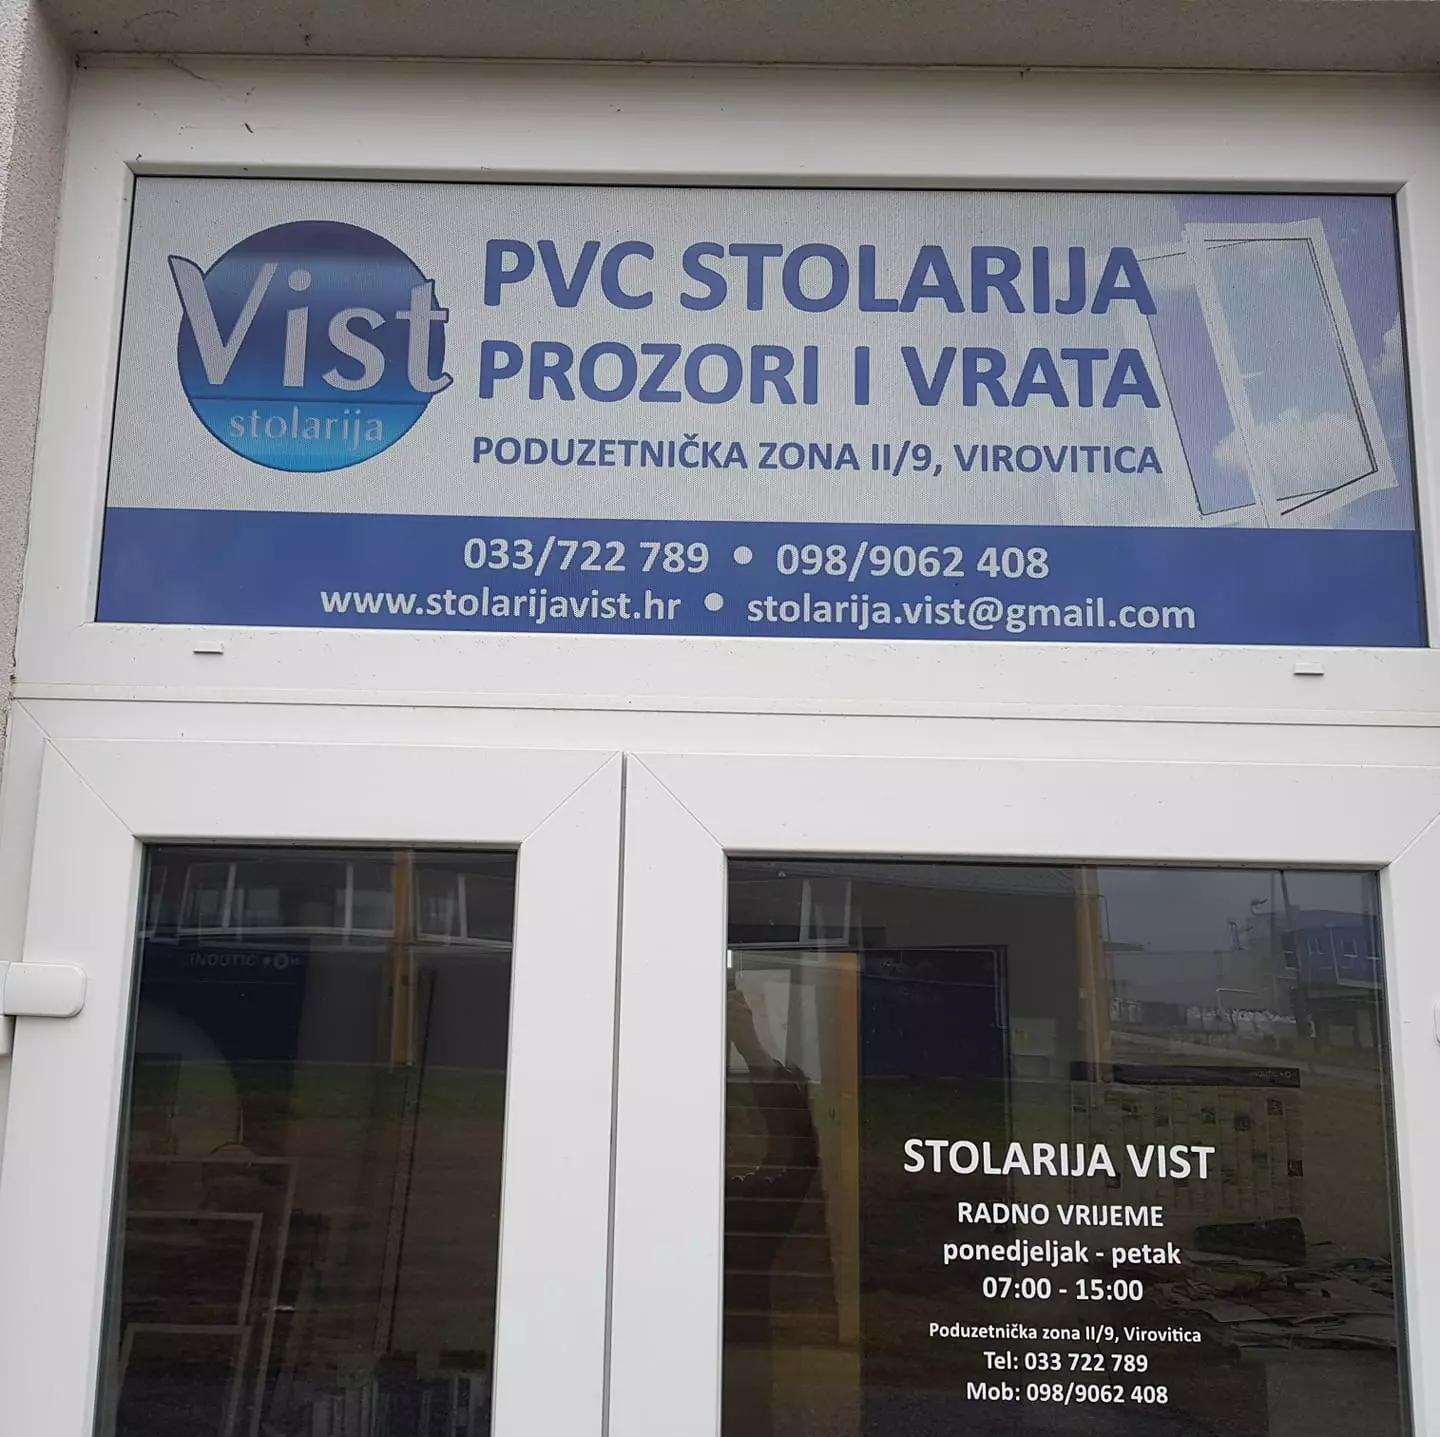 Vist
stolarija
PVC STOLARIJA
PROZORI I VRATA
PODUZETNIČKA ZONA II/9, VIROVITICA
033/722 789 • 098/9062 408
www.stolarijavist.hr • stolarija.vist@gmail.com
INOUTIC
STOLARIJA VIST
RADNO VRIJEME
ponedjeljak - petak
07:00 - 15:00
Poduzetnička zona II/9, Virovitica
Tel: 033 722 789
Mob: 098/9062 408